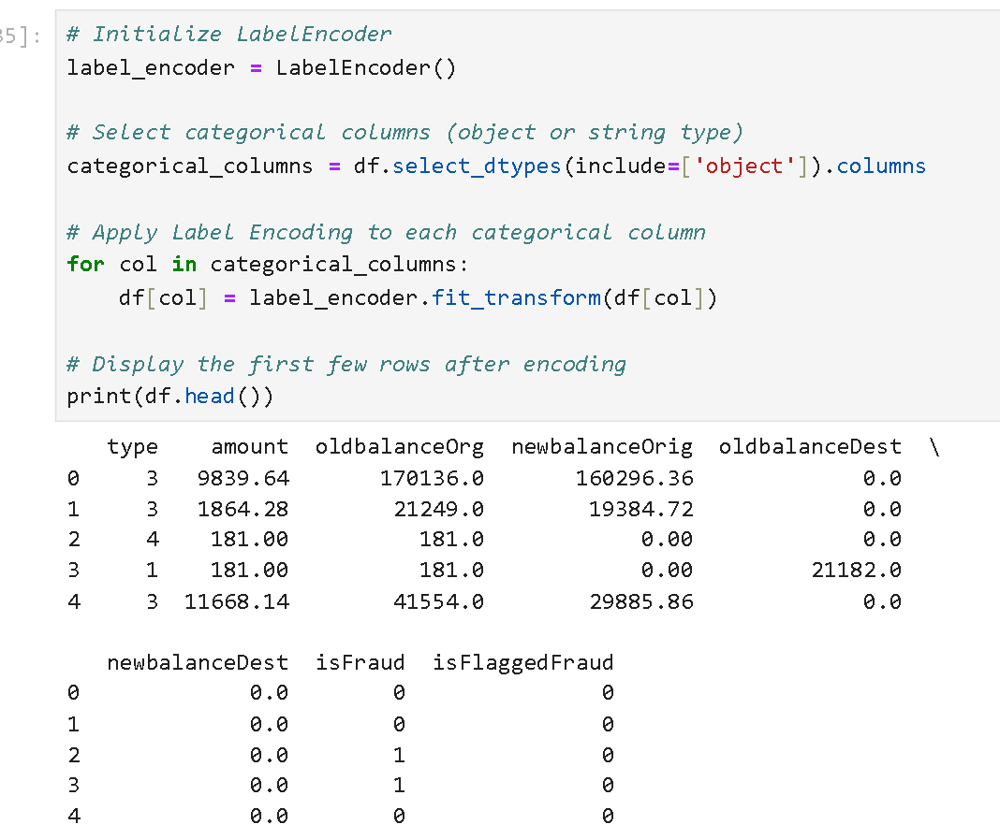 35]:
# Initialize LabelEncoder
label_encoder = LabelEncoder()
# Select categorical columns (object or string type)
categorical_columns = df.select_dtypes(include=['object']).columns
# Apply Label Encoding to each categorical column
for col in categorical_columns:
    df[col] = label_encoder.fit_transform(df[col])
# Display the first few rows after encoding
print(df.head())
   type    amount  oldbalanceOrg  newbalanceOrig  oldbalanceDest  \
0     3   9839.64       170136.0       160296.36             0.0
1     3   1864.28        21249.0        19384.72             0.0
2     4    181.00          181.0            0.00             0.0
3     1    181.00          181.0            0.00         21182.0
4     3  11668.14        41554.0        29885.86             0.0
   newbalanceDest  isFraud  isFlaggedFraud
0             0.0        0               0
1             0.0        0               0
2             0.0        1               0
3             0.0        1               0
4             0.0        0               0